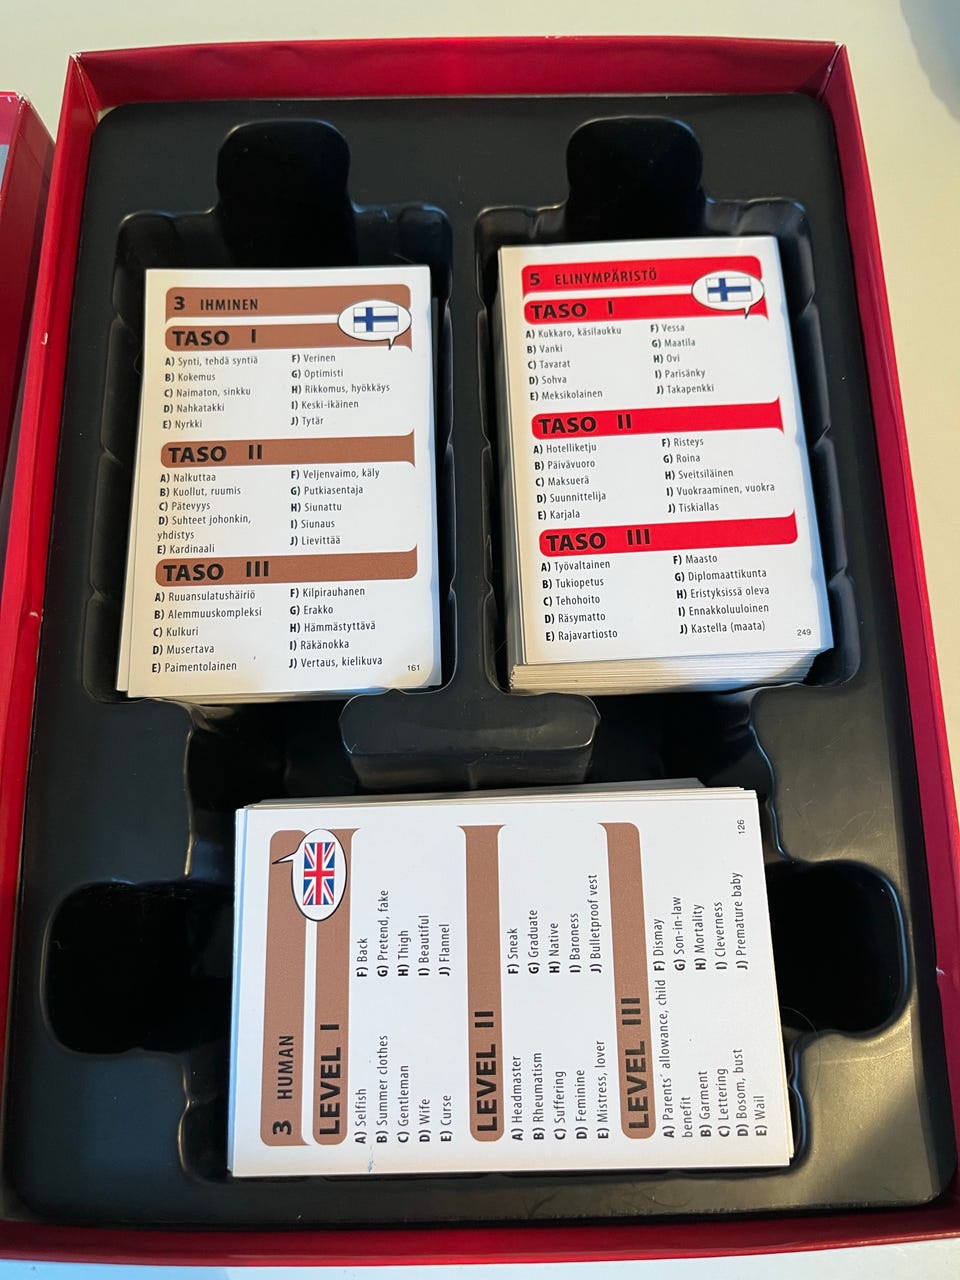 3 IHMINEN
TASO I
A) Synti, tehdä syntiä
B) Kokemus
C) Naimaton, sinkku
D) Nahkatakki
E) Nyrkki
F) Verinen
G) Optimisti
H) Rikkomus, hyökkäys
I) Keski-ikäinen
J) Tytär
TASO II
A) Nalkuttaa
B) Kuollut, ruumis
C) Pätevyys
D) Suhteet johonkin,
yhdistys
E) Kardinaali
F) Veljenvaimo, käly
G) Putkiasentaja
H) Siunattu
I) Siunaus
J) Lievittää
TASO III
A) Ruuansulatushäiriö
B) Alemmuuskompleksi
C) Kulkuri
D) Musertava
E) Paimentolainen
F) Kilpirauhanen
G) Erakko
H) Hämmästyttävä
I) Räkänokka
J) Vertaus, kielikuva
161
5 ELINYMPÄRISTÖ
TASO I
A) Kukkaro, käsilaukku
B) Vanki
C) Tavarat
D) Sohva
E) Meksikolainen
F) Vessa
G) Maatila
H) Ovi
I) Parisänky
J) Takapenkki
TASO II
A) Hotelliketju
B) Päivävuoro
C) Maksuerä
D) Suunnittelija
E) Karjala
F) Risteys
G) Roina
H) Sveitsiläinen
I) Vuokraaminen, vuokra
J) Tiskiallas
TASO III
A) Työvaltainen
B) Tukiopetus
C) Tehohoito
D) Räsymatto
E) Rajavartiosto
F) Maasto
G) Diplomaattikunta
H) Eristyksissä oleva
I) Ennakkoluuloinen
J) Kastella (maata)
249
3 HUMAN
LEVEL I
A) Selfish
B) Summer clothes
C) Gentleman
D) Wife
E) Curse
F) Back
G) Pretend, fake
H) Thigh
I) Beautiful
J) Flannel
LEVEL II
A) Headmaster
B) Rheumatism
C) Suffering
D) Feminine
E) Mistress, lover
F) Sneak
G) Graduate
H) Native
I) Baroness
J) Bulletproof vest
LEVEL III
A) Parents´ allowance, child
benefit
B) Garment
C) Lettering
D) Bosom, bust
E) Wail
F) Dismay
G) Son-in-law
H) Mortality
I) Cleverness
J) Premature baby
126